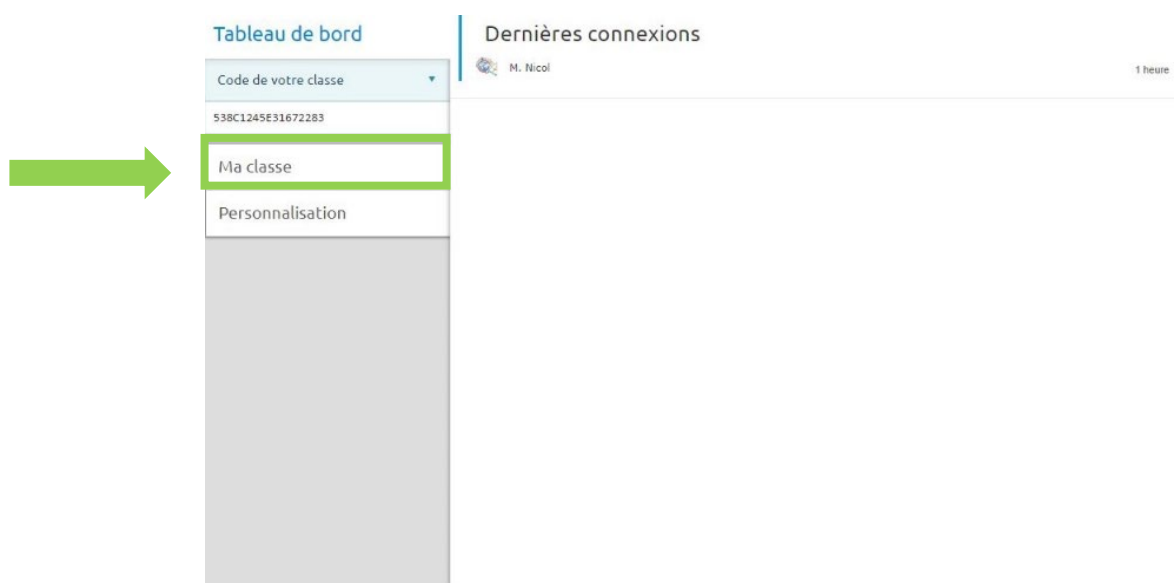 Tableau de bord
Code de votre classe
538C1245E31672283
Ma classe
Personnalisation
Dernières connexions
M. Nicol
1 heure